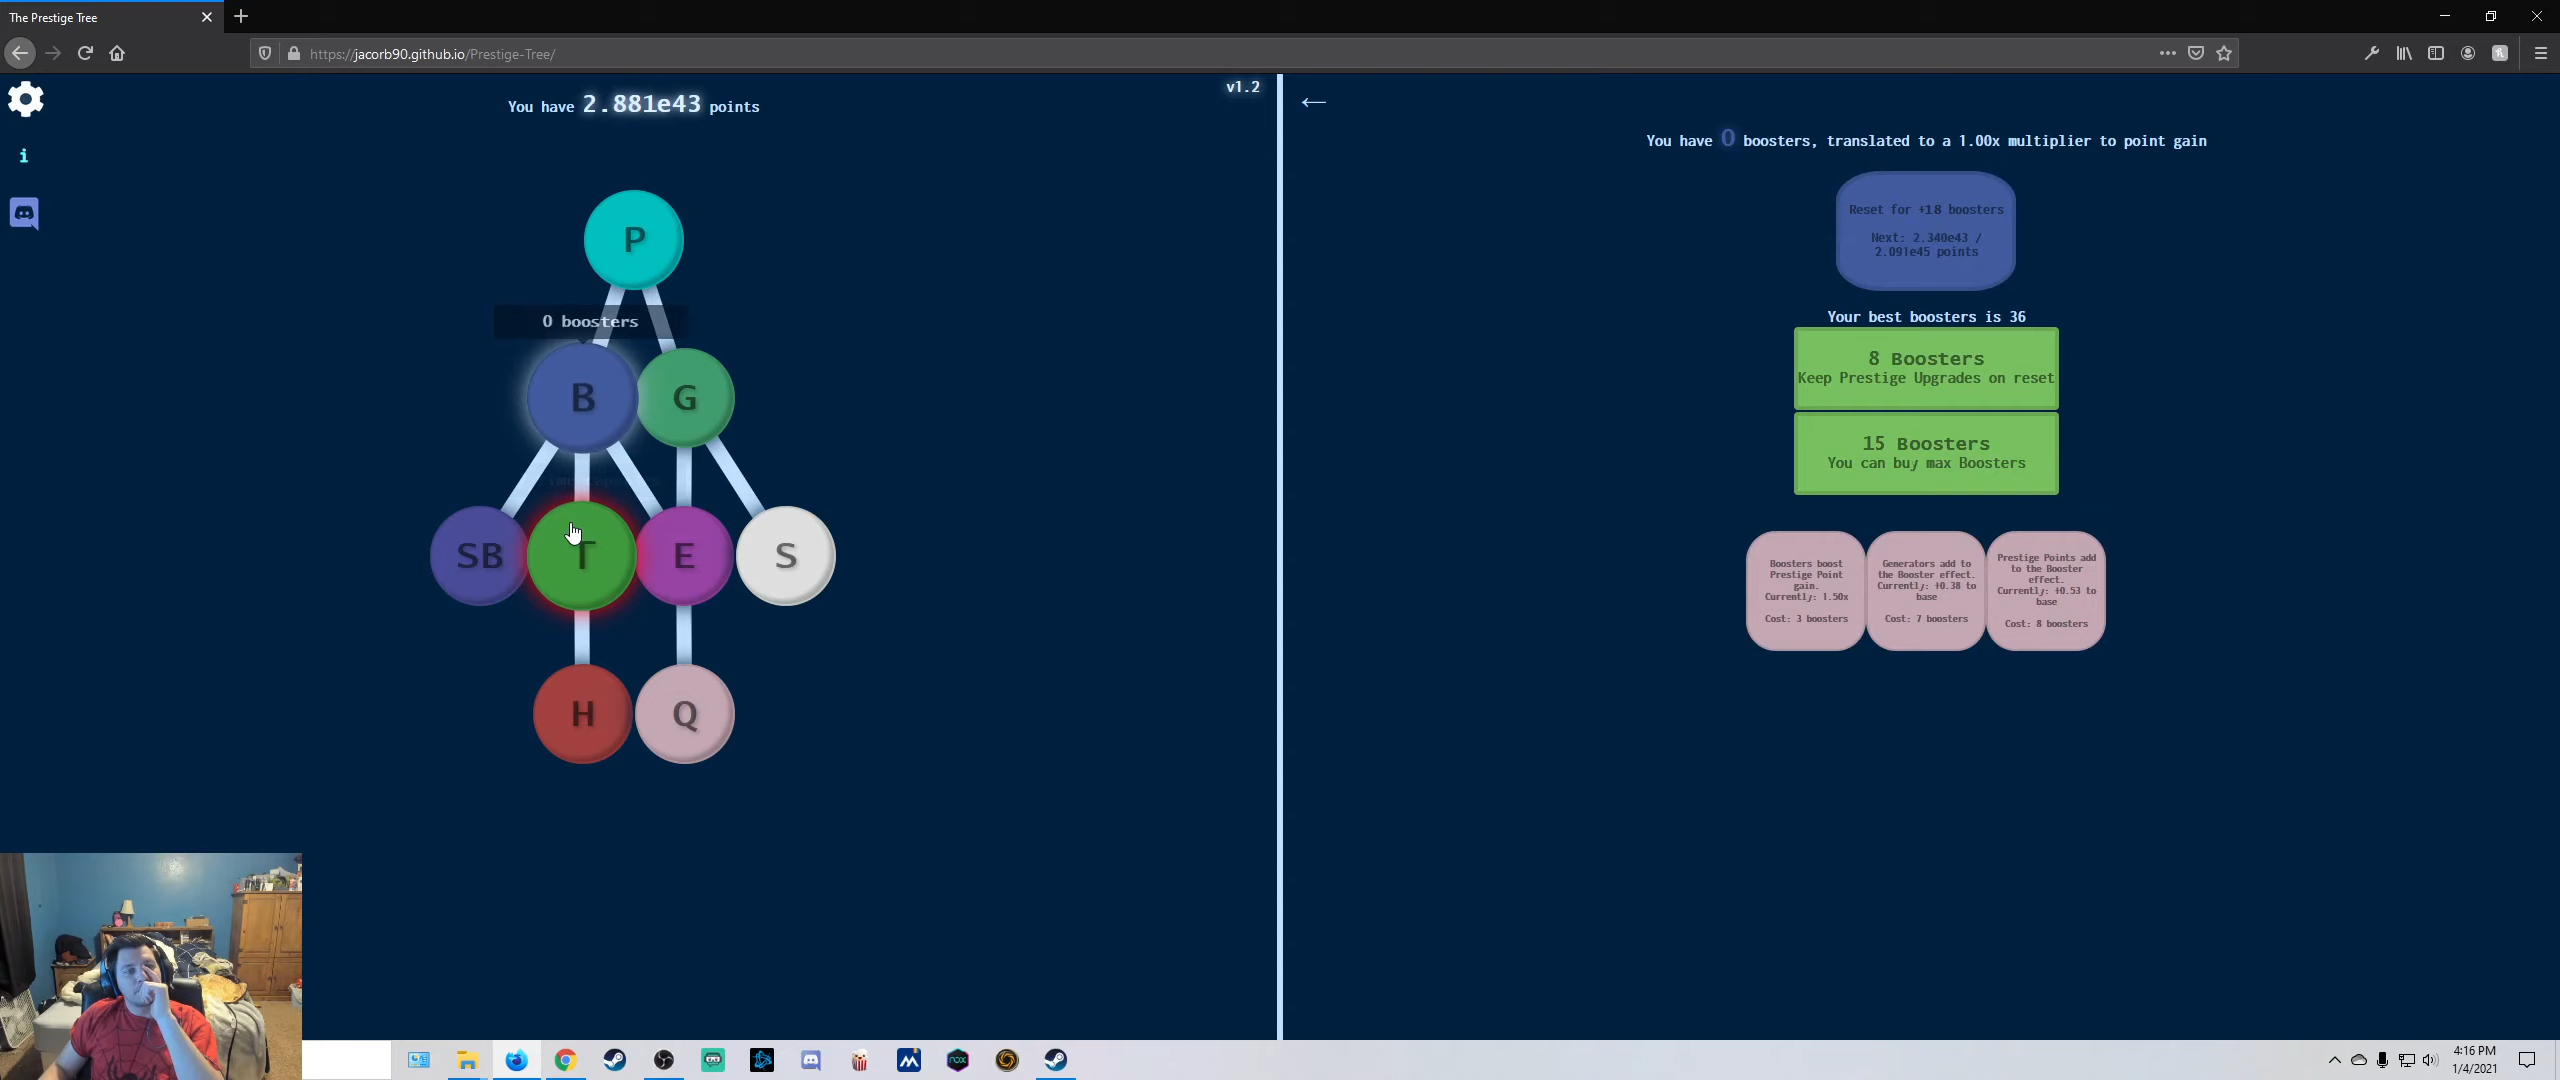 The Prestige Tree
https://jacorb90.github.io/Prestige-Tree/
You have 2.881e43 points
v1.2
i
P
0 boosters
B
G
SB
T
E
S
H
Q
You have 0 boosters, translated to a 1.00x multiplier to point gain
Reset for +18 boosters
Next: 2.340e43 /
2.091e45 points
Your best boosters is 36
8 Boosters
Keep Prestige Upgrades on reset
15 Boosters
You can buy max Boosters
Boosters boost
Prestige Point
gain.
Currently: 1.50x
Cost: 3 boosters
Generators add to
the Booster effect.
Currently: +0.38 to
base
Cost: 7 boosters
Prestige Points add
to the Booster
effect.
Currently: +0.53 to
base
Cost: 8 boosters
nox
4:16 PM
1/4/2021